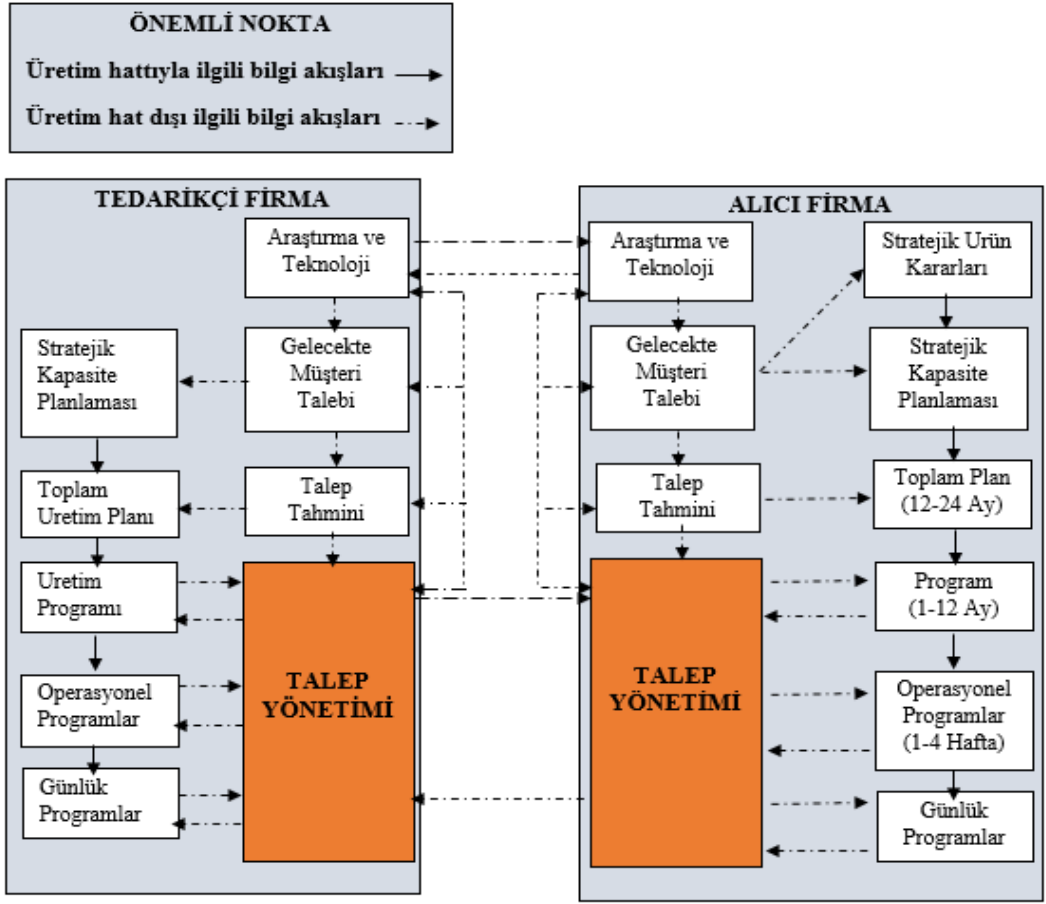 ÖNEMLİ NOKTA
Üretim hattıyla ilgili bilgi akışları
Üretim hat dışı ilgili bilgi akışları
TEDARİKÇİ FİRMA
Araştırma ve
Teknoloji
Stratejik
Kapasite
Planlaması
Gelecekte
Müşteri
Talebi
Toplam
Uretim Planı
Talep
Tahmini
Uretim
Programı
Operasyonel
Programlar
Günlük
Programlar
TALEP
YÖNETİMİ
ALICI FİRMA
Araştırma ve
Teknoloji
Stratejik Urün
Kararları
Gelecekte
Müşteri
Talebi
Stratejik
Kapasite
Planlaması
Talep
Tahmini
Toplam Plan
(12-24 Ay)
TALEP
YÖNETİMİ
Program
(1-12 Ay)
Operasyonel
Programlar
(1-4 Hafta)
Günlük
Programlar